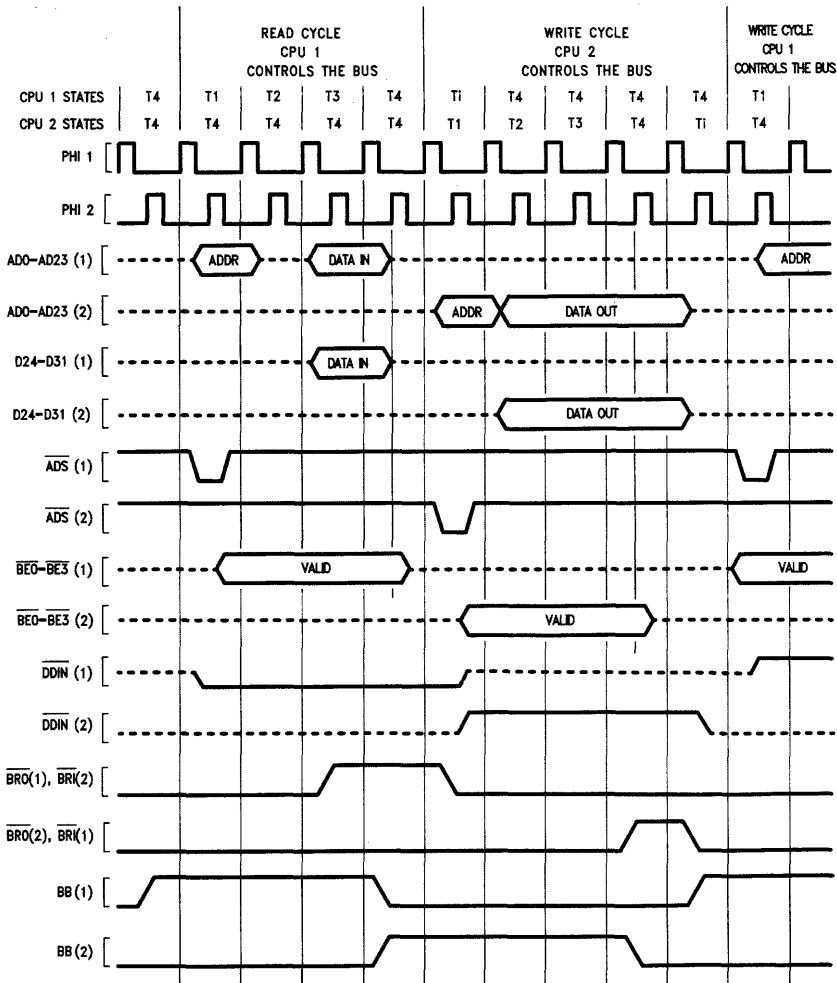 READ CYCLE
CPU 1
CONTROLS THE BUS
WRITE CYCLE
CPU 2
CONTROLS THE BUS
WRITE CYCLE
CPU 1
CONTROLS THE BUS
CPU 1 STATES T4 T1 T2 T3 T4 Ti T4 T4 T4 T4 T1
CPU 2 STATES T4 T4 T4 T4 T4 T1 T2 T3 T4 Ti T4
PHI 1
PHI 2
AD0-AD23 (1) ADDR DATA IN ADDR
AD0-AD23 (2) ADDR DATA OUT
D24-D31 (1) DATA IN
D24-D31 (2) DATA OUT
ADS (1)
ADS (2)
BE0-BE3 (1) VALID VALID
BE0-BE3 (2) VALID
DDIN (1)
DDIN (2)
BRO(1), BRI(2)
BRO(2), BRI(1)
BB(1)
BB(2)